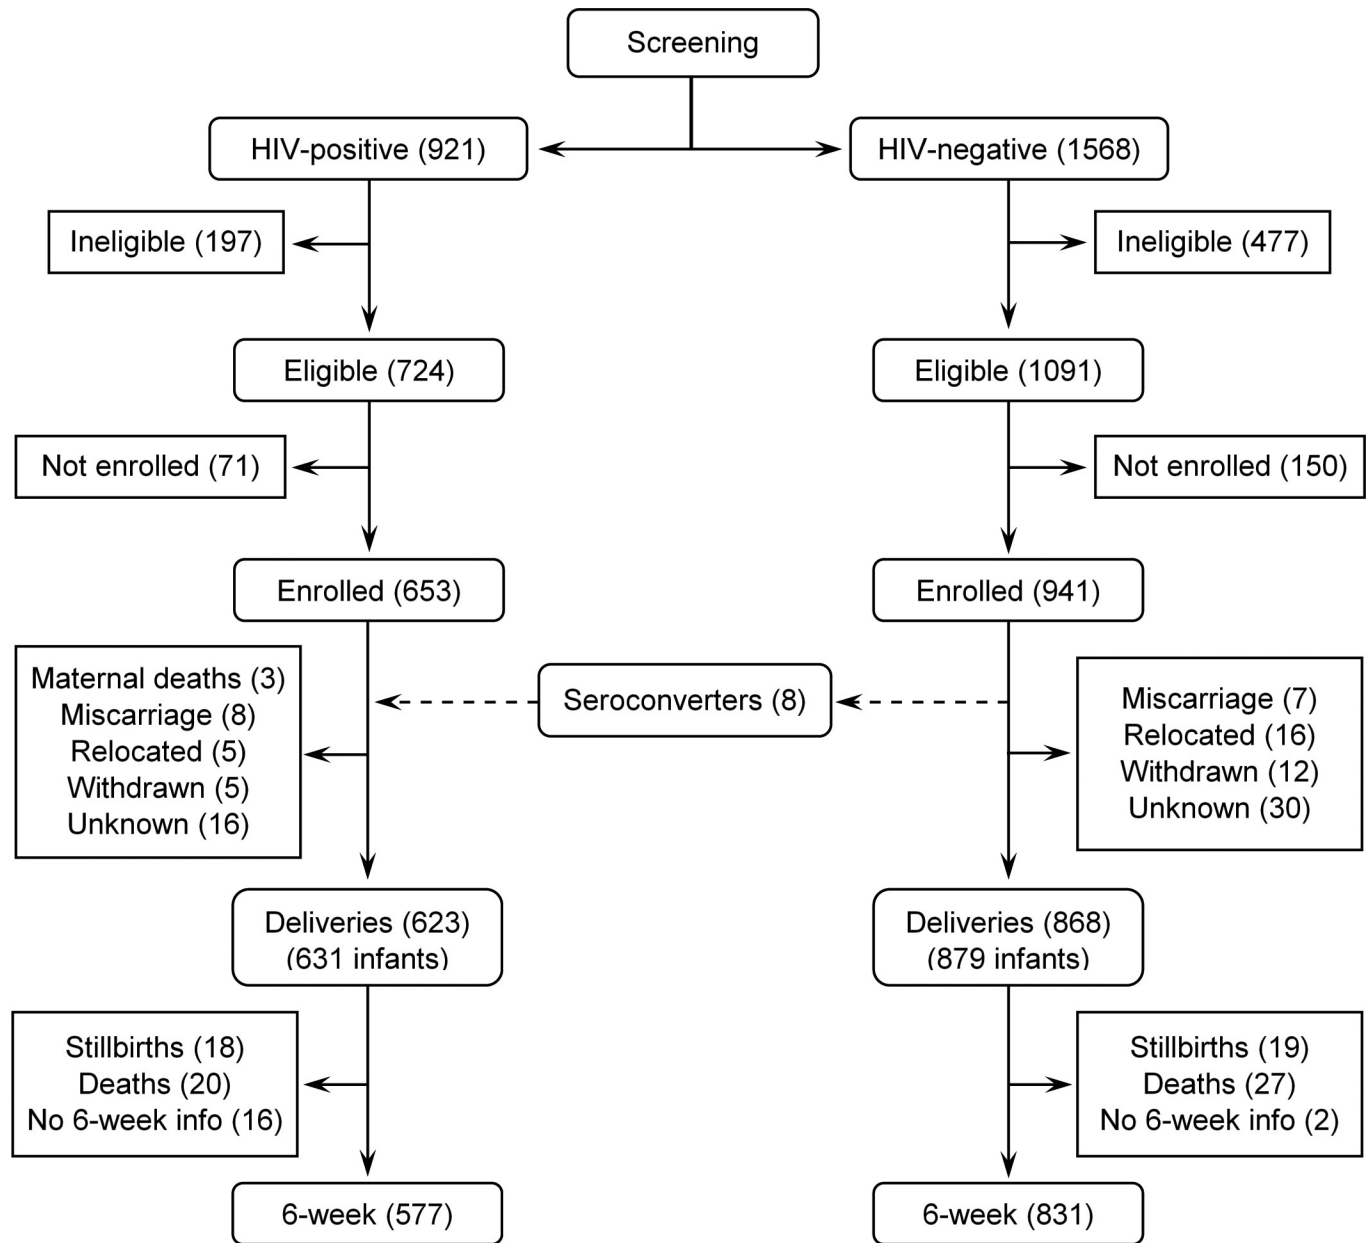 Screening
HIV-positive (921)
HIV-negative (1568)
Ineligible (197)
Ineligible (477)
Eligible (724)
Eligible (1091)
Not enrolled (71)
Not enrolled (150)
Enrolled (653)
Enrolled (941)
Maternal deaths (3)
Miscarriage (8)
Relocated (5)
Withdrawn (5)
Unknown (16)
Seroconverters (8)
Miscarriage (7)
Relocated (16)
Withdrawn (12)
Unknown (30)
Deliveries (623)
(631 infants)
Deliveries (868)
(879 infants)
Stillbirths (18)
Deaths (20)
No 6-week info (16)
Stillbirths (19)
Deaths (27)
No 6-week info (2)
6-week (577)
6-week (831)